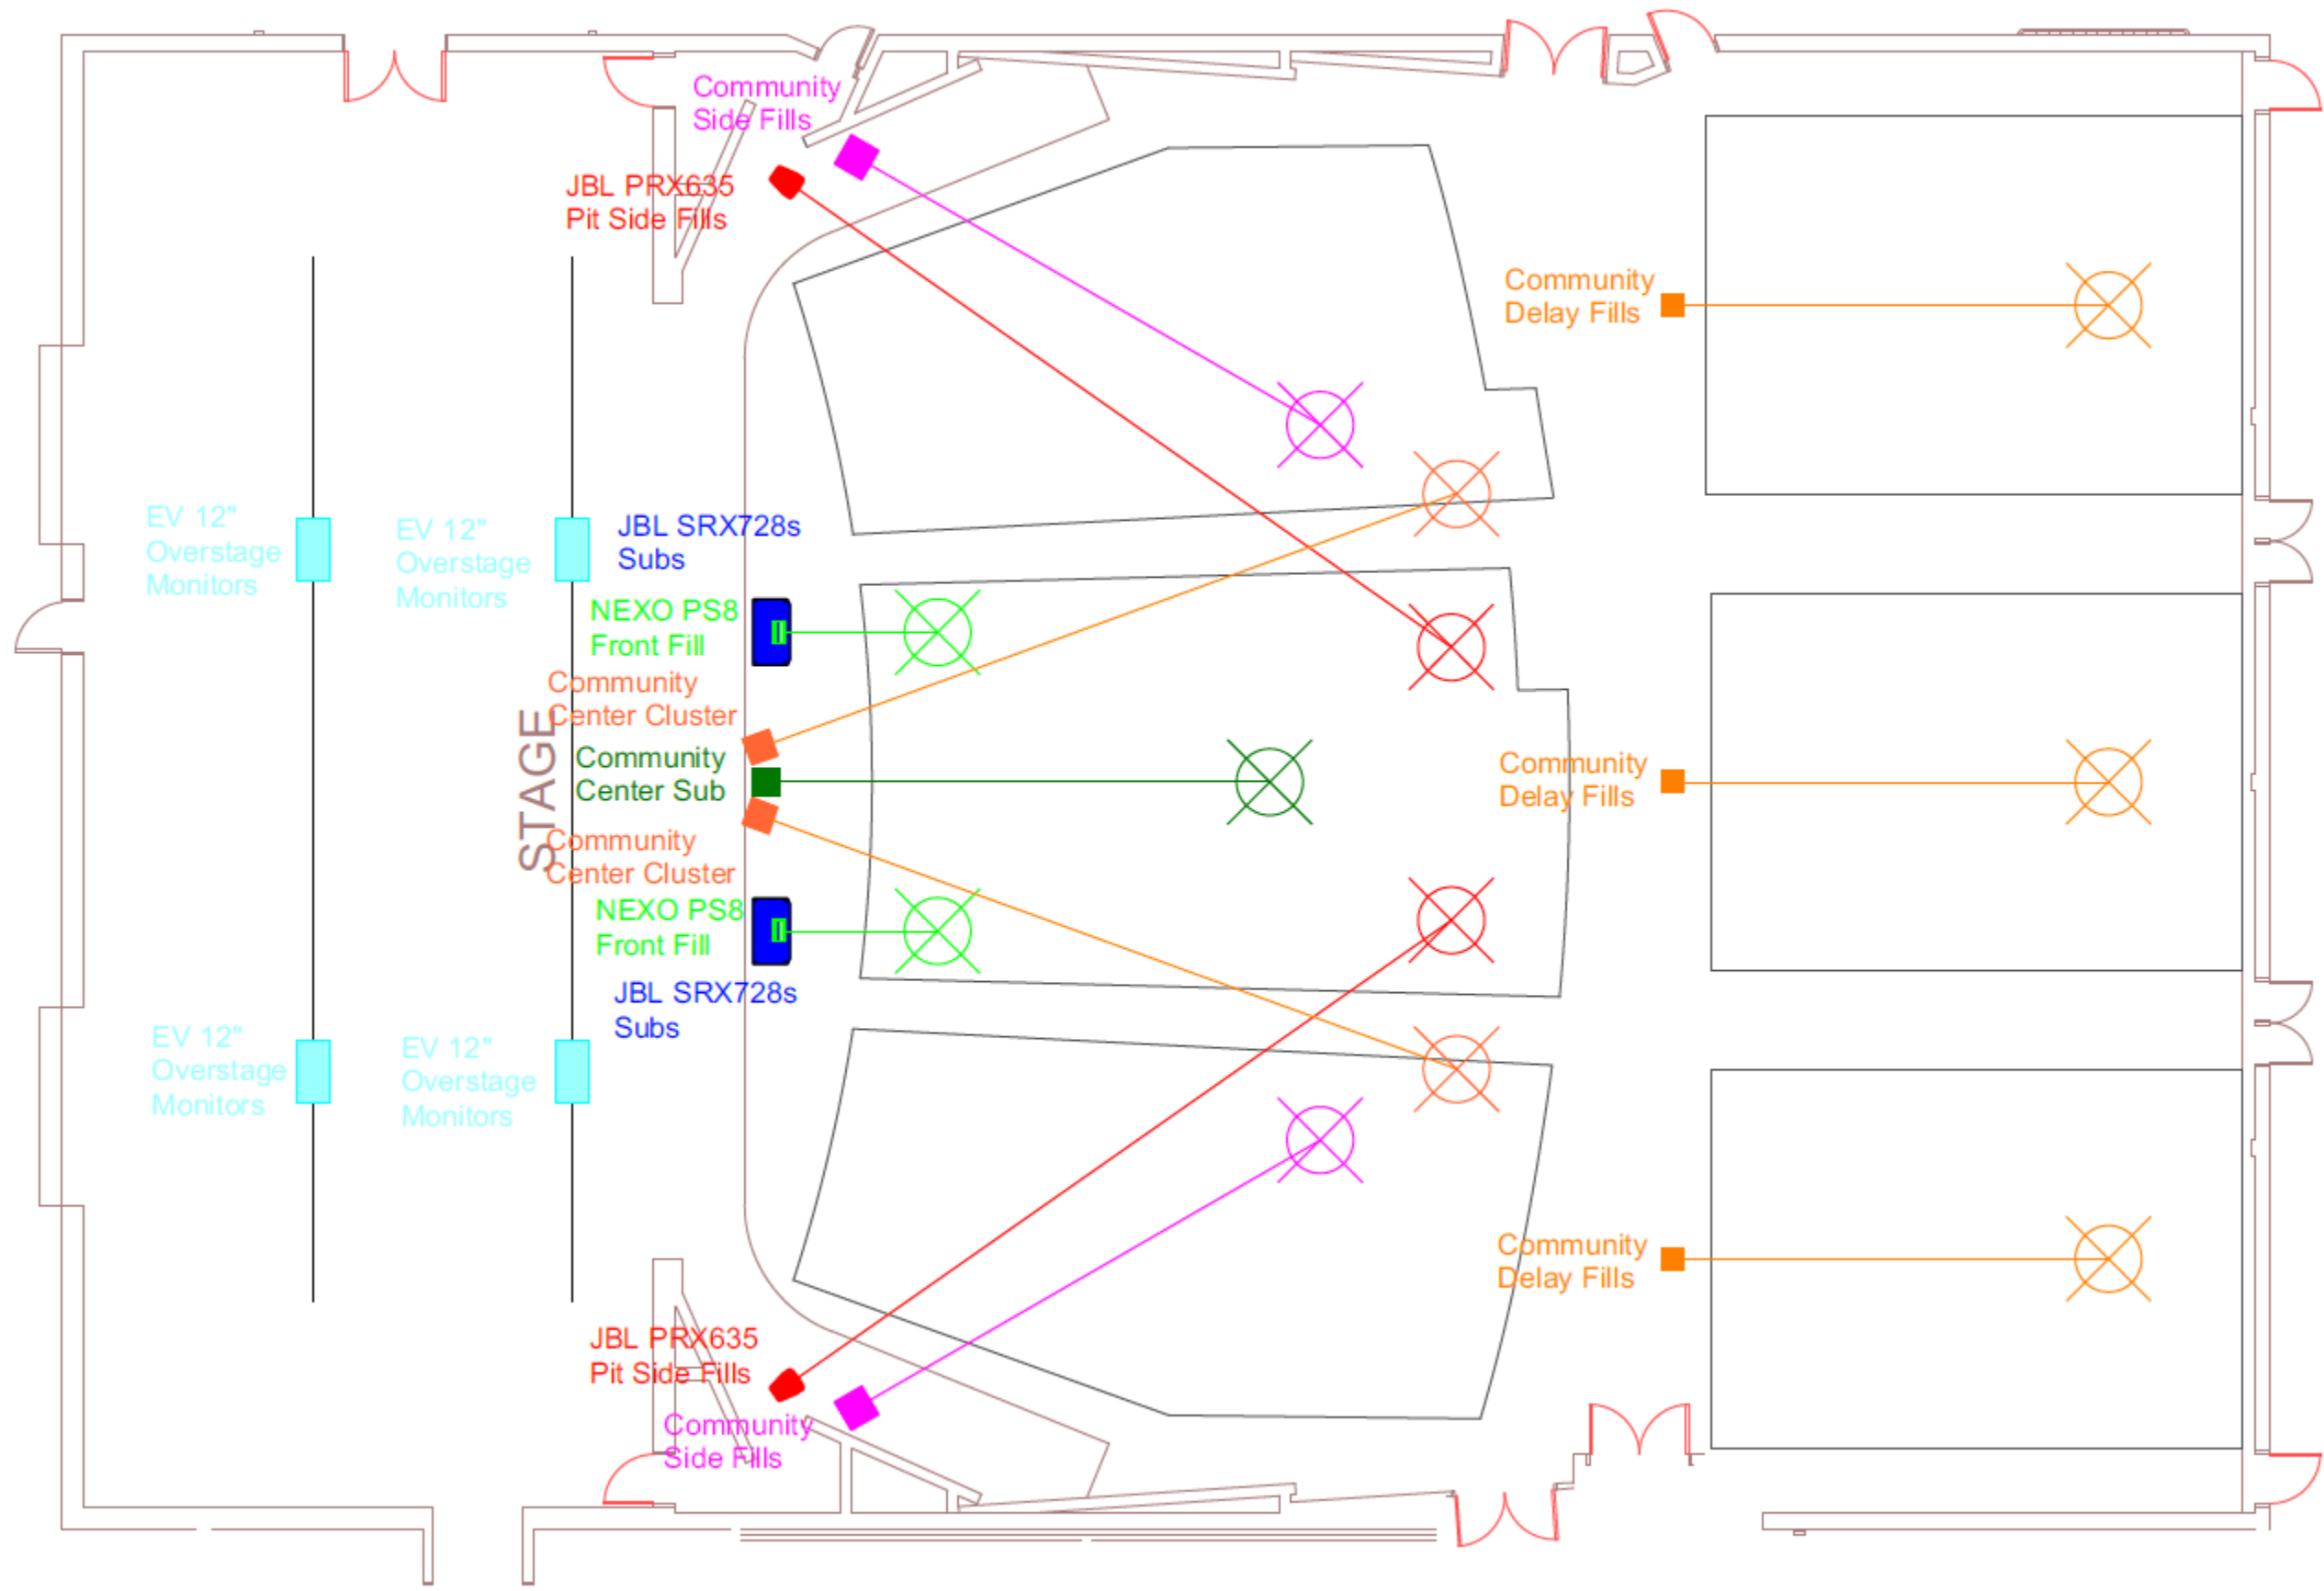 Community
Side Fills
JBL PRX635
Pit Side Fills
Community
Delay Fills
EV 12"
Overstage
Monitors
EV 12"
Overstage
Monitors
JBL SRX728s
Subs
NEXO PS8
Front Fill
Community
Center Cluster
STAGE
Community
Center Sub
Community
Delay Fills
Community
Center Cluster
NEXO PS8
Front Fill
JBL SRX728s
Subs
EV 12"
Overstage
Monitors
EV 12"
Overstage
Monitors
Community
Delay Fills
JBL PRX635
Pit Side Fills
Community
Side Fills